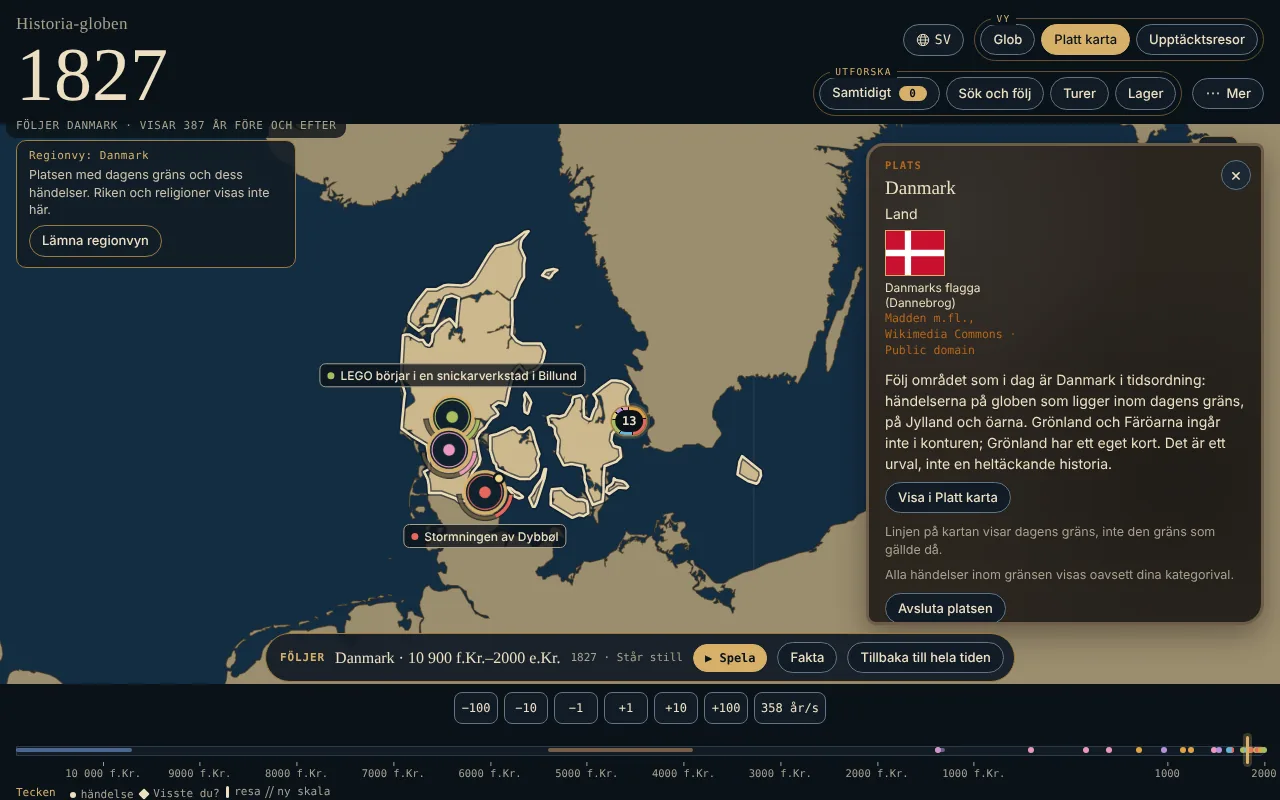 Historia-globen
1827
FÖLJER DANMARK · VISAR 387 ÅR FÖRE OCH EFTER
SV
VY
Glob
Platt karta
Upptäcktsresor
UTFORSKA
Samtidigt 0
Sök och följ
Turer
Lager
··· Mer
Regionvy: Danmark
Platsen med dagens gräns och dess
händelser. Riken och religioner visas inte
här.
Lämna regionvyn
LEGO börjar i en snickarverkstad i Billund
13
Stormningen av Dybbøl
PLATS
Danmark
Land
×
Danmarks flagga
(Dannebrog)
Madden m.fl.,
Wikimedia Commons ·
Public domain
Följ området som i dag är Danmark i tidsordning:
händelserna på globen som ligger inom dagens gräns,
på Jylland och öarna. Grönland och Färöarna ingår
inte i konturen; Grönland har ett eget kort. Det är ett
urval, inte en heltäckande historia.
Visa i Platt karta
Linjen på kartan visar dagens gräns, inte den gräns som
gällde då.
Alla händelser inom gränsen visas oavsett dina kategorival.
Avsluta platsen
FÖLJER Danmark · 10 900 f.Kr.–2000 e.Kr. 1827 · Står still
▶ Spela
Fakta
Tillbaka till hela tiden
−100 −10 −1 +1 +10 +100 358 år/s
10 000 f.Kr. 9000 f.Kr. 8000 f.Kr. 7000 f.Kr. 6000 f.Kr. 5000 f.Kr. 4000 f.Kr. 3000 f.Kr. 2000 f.Kr. 1000 f.Kr. 1000 2000
Tecken händelse Visste du? resa // ny skala